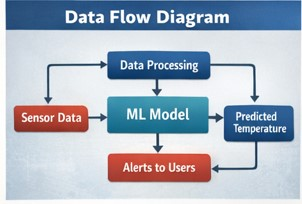 Data Flow Diagram
Data Processing
Sensor Data
ML Model
Predicted
Temperature
Alerts to Users